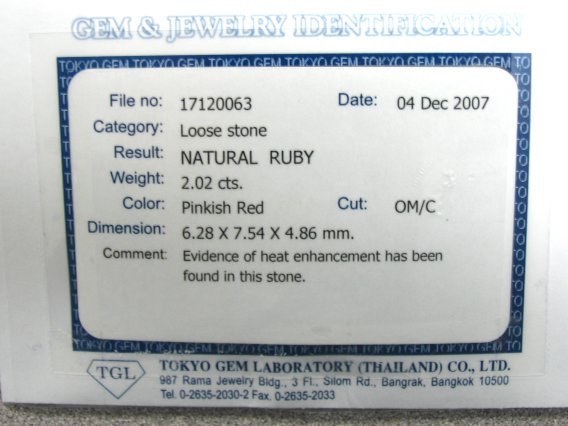 GEM & JEWELRY IDENTIFICATION
TOKYO GEM TOKYO GEM TOKYO GEM TOKYO GEM TOKYO GEM TOKYO GEM
File no: 17120063 Date: 04 Dec 2007
Category: Loose stone
Result: NATURAL RUBY
Weight: 2.02 cts.
Color: Pinkish Red Cut: OM/C
Dimension: 6.28 X 7.54 X 4.86 mm.
Comment: Evidence of heat enhancement has been
found in this stone.
TGL
TOKYO GEM LABORATORY (THAILAND) CO., LTD.
987 Rama Jewelry Bldg., 3 Fl., Silom Rd., Bangrak, Bangkok 10500
Tel. 0-2635-2030-2 Fax. 0-2635-2033